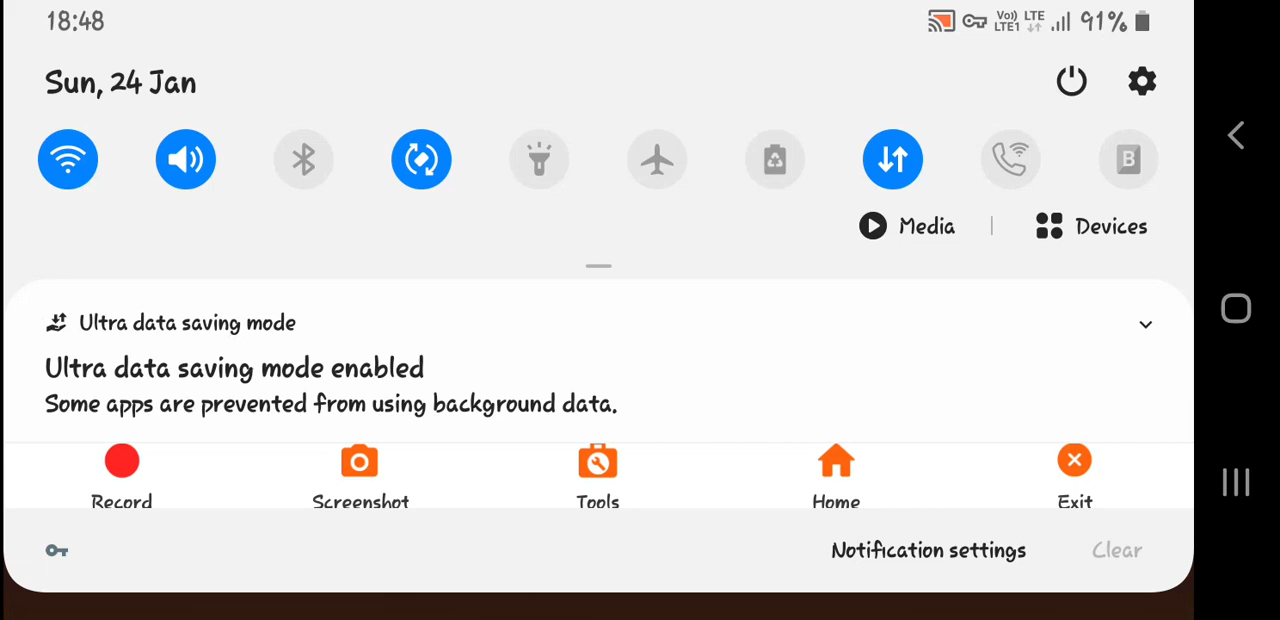 18:48
Vo)) LTE 91%
LTE1
Sun, 24 Jan
B
Media | Devices
Ultra data saving mode
Ultra data saving mode enabled
Some apps are prevented from using background data.
Record Screenshot Tools Home Exit
Notification settings Clear